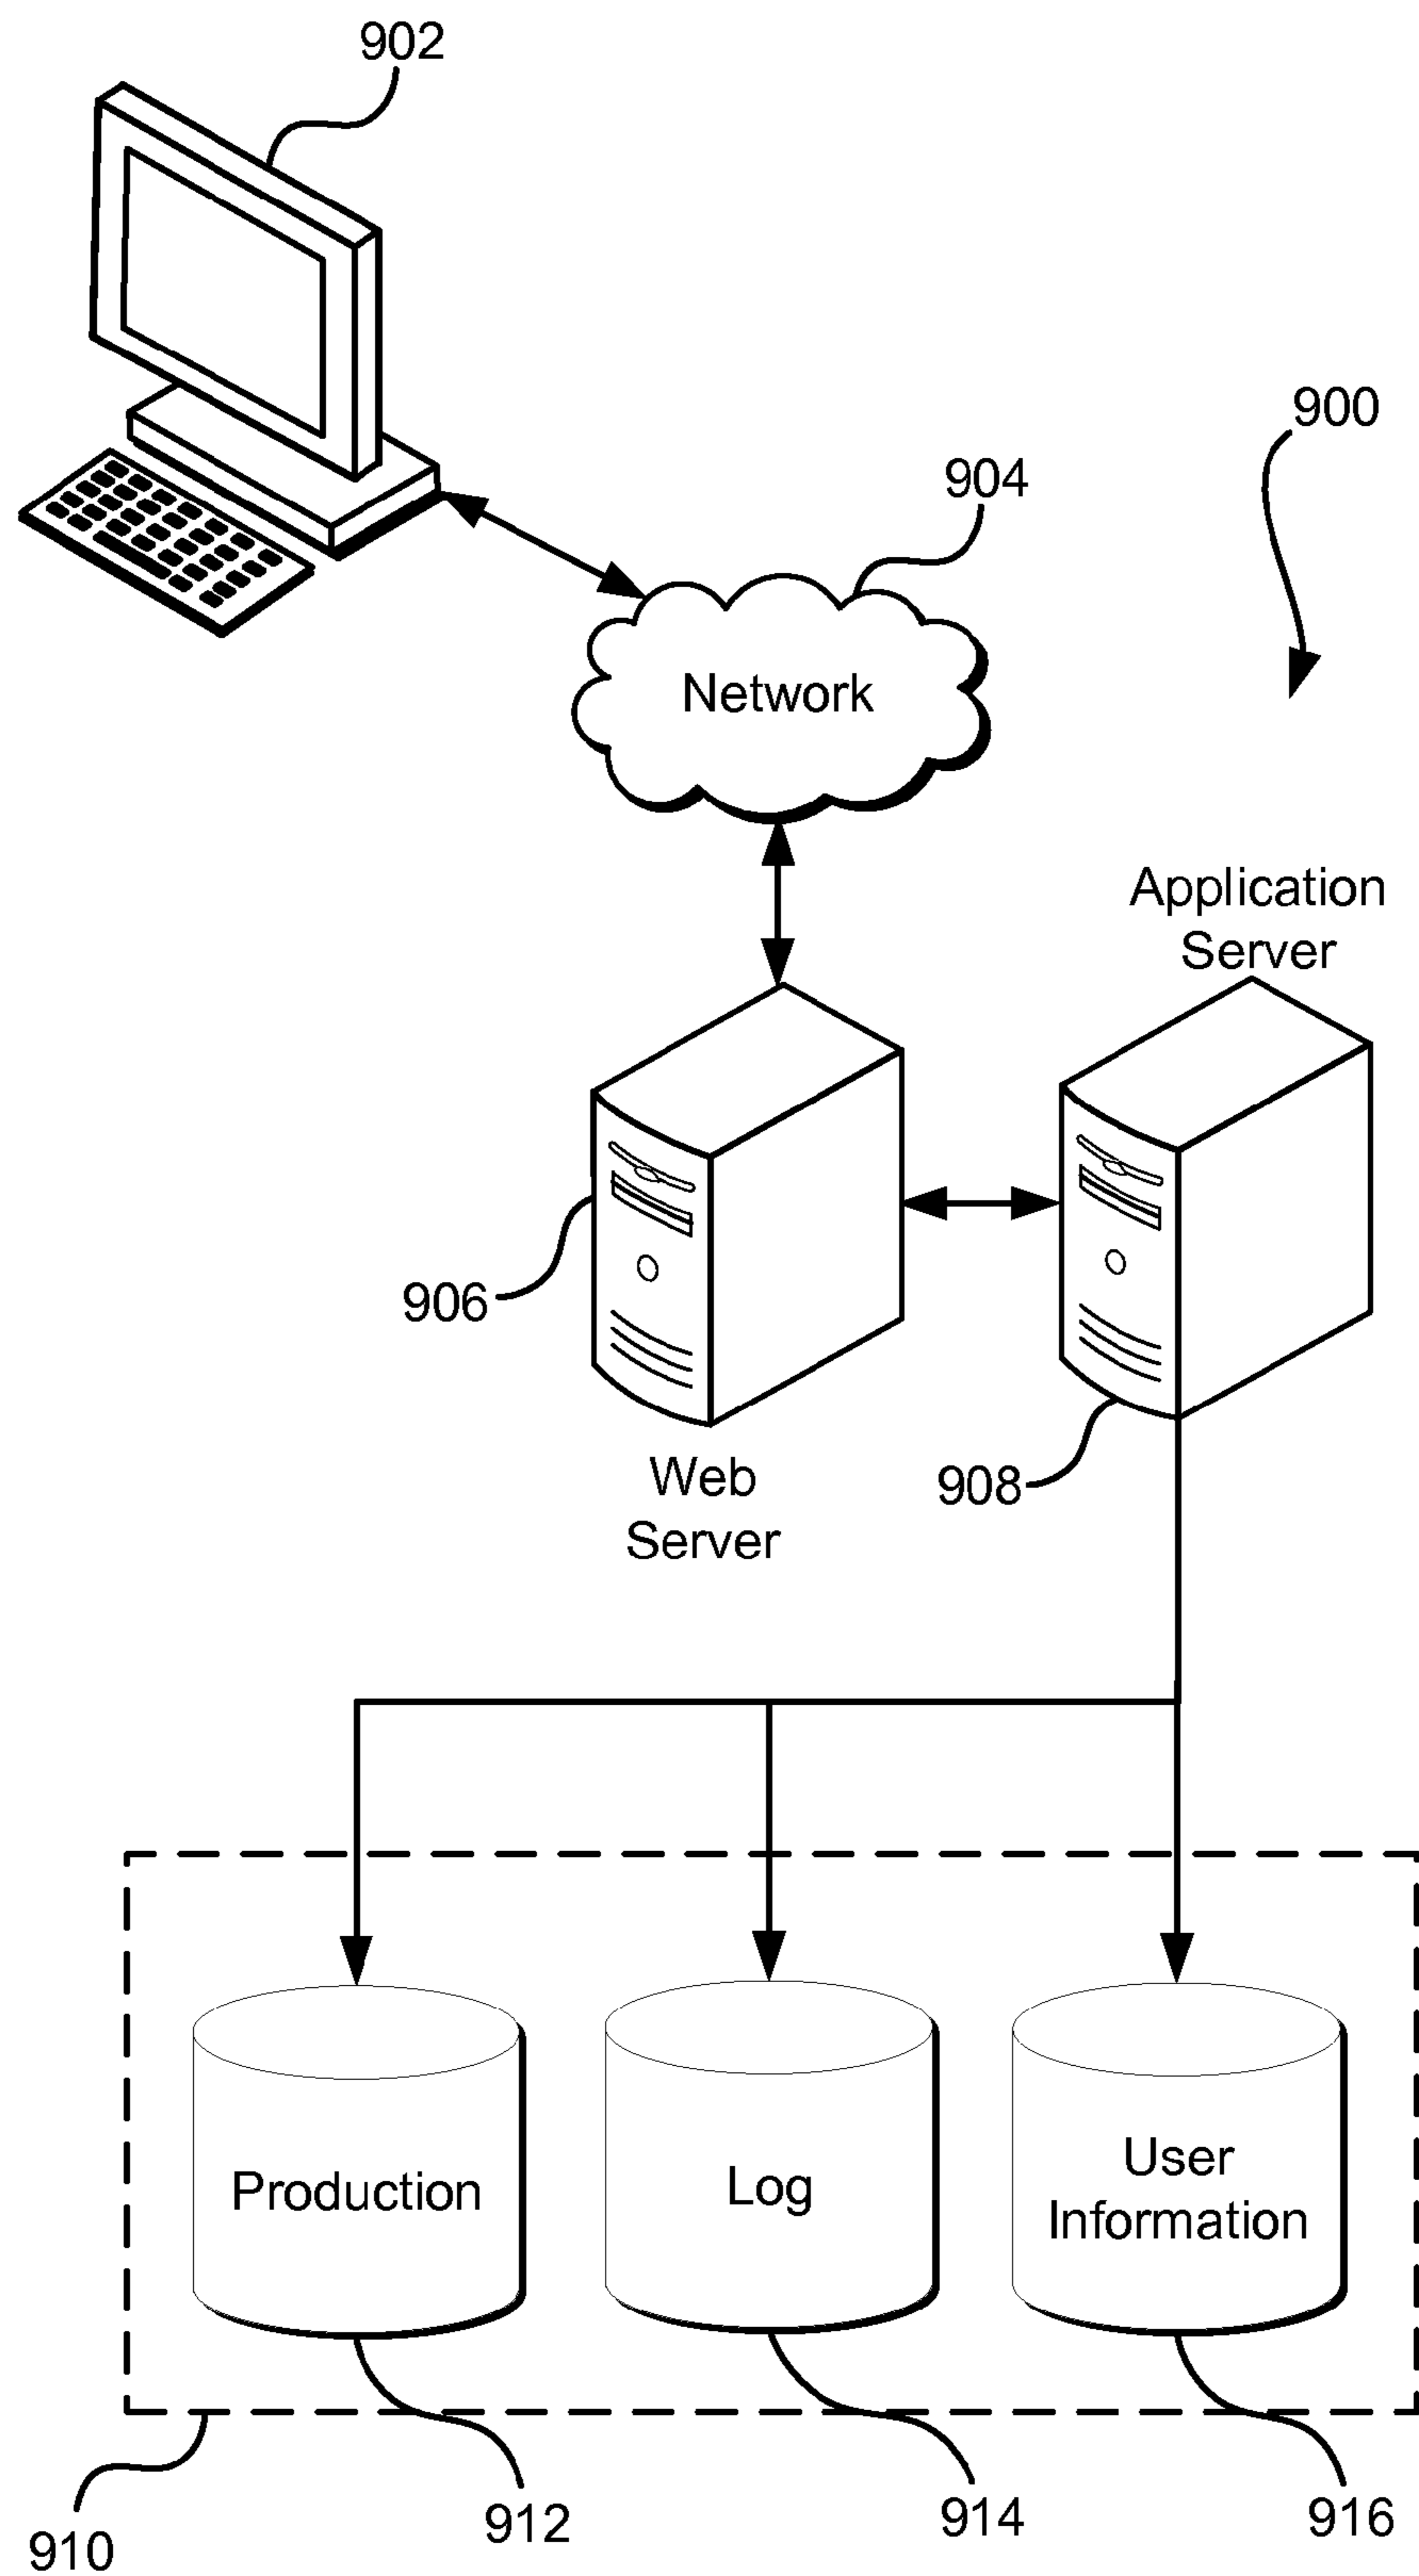 902
900
904
Network
Application
Server
906
908
Web
Server
Production
Log
User
Information
910
912
914
916